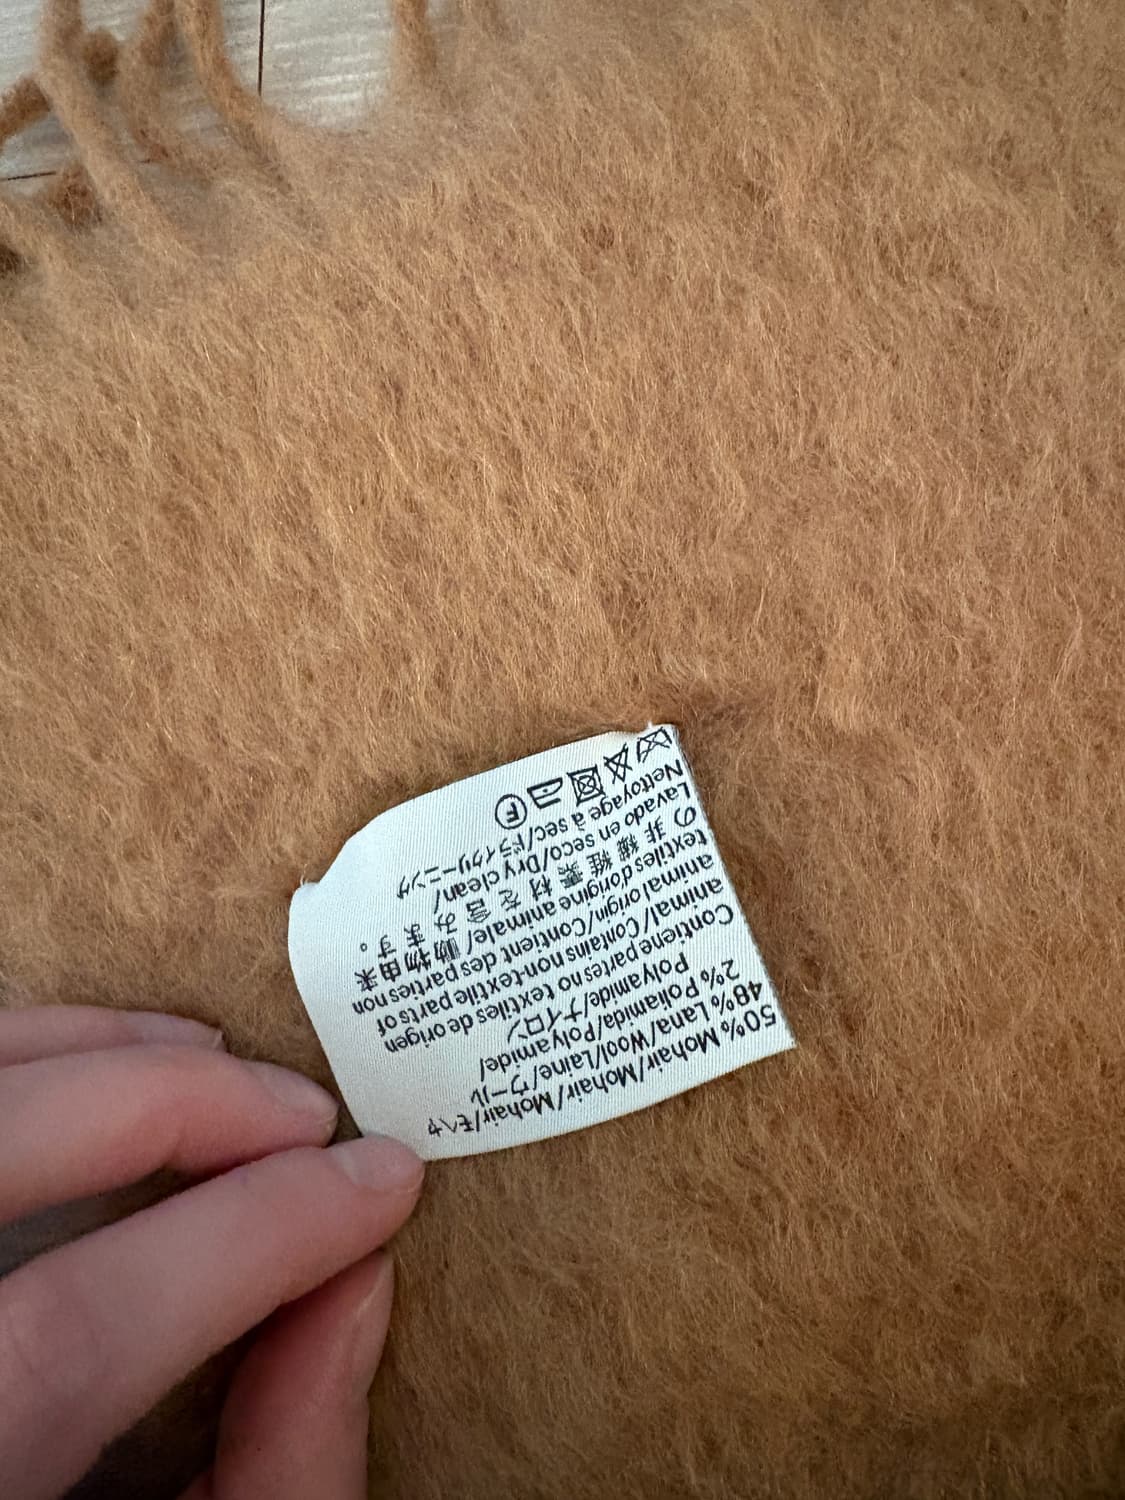 50% Mohair/Mohair/Mohair/モヘヤ
48% Lana/Wool/Laine/ウール
2% Poliamida/Polyamide/
Polyamide/ナイロン
Contiene partes no textiles de origen
animal/Contains non-textile parts of
animal origin/Contient des parties non
textiles d'origine animale/動物由来
の非繊維素材を含みます。
Lavado en seco/Dry clean/
Nettoyage à sec/ドライクリーニング
F